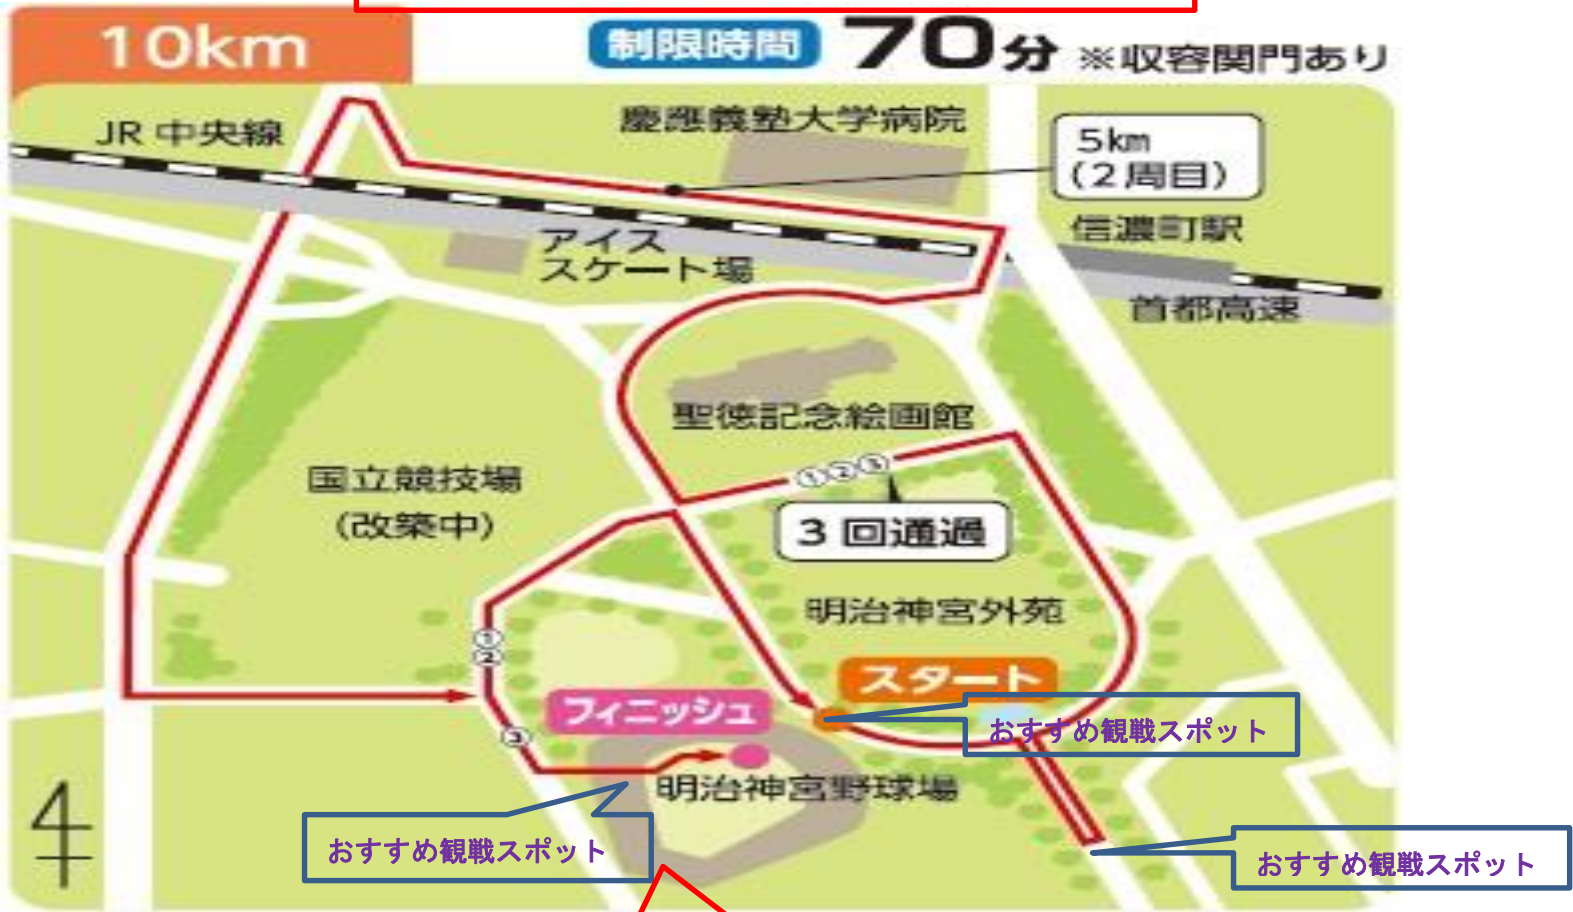 10km
制限時間 70分 ※収容関門あり
JR 中央線
慶應義塾大学病院
5km
(2周目)
信濃町駅
アイス
スケート場
首都高速
聖徳記念絵画館
国立競技場
(改築中)
①②③
3回通過
明治神宮外苑
①
②
スタート
フィニッシュ
おすすめ観戦スポット
③
明治神宮野球場
おすすめ観戦スポット
おすすめ観戦スポット